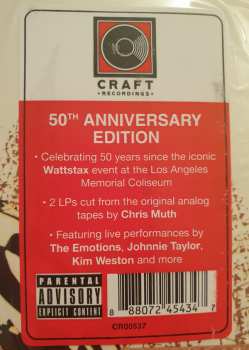 CRAFT
RECORDINGS
50TH ANNIVERSARY
EDITION
• Celebrating 50 years since the iconic
Wattstax event at the Los Angeles
Memorial Coliseum
• 2 LPs cut from the original analog
tapes by Chris Muth
• Featuring live performances by
The Emotions, Johnnie Taylor,
Kim Weston and more
PARENTAL
ADVISORY
EXPLICIT CONTENT
8 88072 45434 7
CR00537